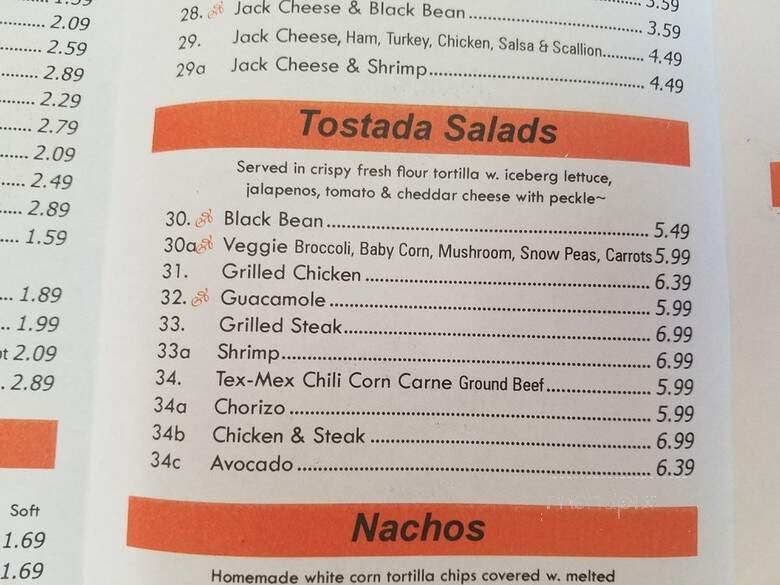 2.09
2.59
2.89
2.29
2.79
2.09
2.49
2.89
1.59
1.89
1.99
2.09
2.89
Soft
1.69
1.69
3.59
28. Jack Cheese & Black Bean 3.59
29. Jack Cheese, Ham, Turkey, Chicken, Salsa & Scallion 4.49
29a Jack Cheese & Shrimp 4.49
Tostada Salads
Served in crispy fresh flour tortilla w. iceberg lettuce,
jalapenos, tomato & cheddar cheese with peckle~
30. Black Bean 5.49
30a Veggie Broccoli, Baby Corn, Mushroom, Snow Peas, Carrots 5.99
31. Grilled Chicken 6.39
32. Guacamole 5.99
33. Grilled Steak 6.99
33a Shrimp 6.99
34. Tex-Mex Chili Corn Carne Ground Beef 5.99
34a Chorizo 5.99
34b Chicken & Steak 6.99
34c Avocado 6.39
Nachos
Homemade white corn tortilla chips covered w. melted